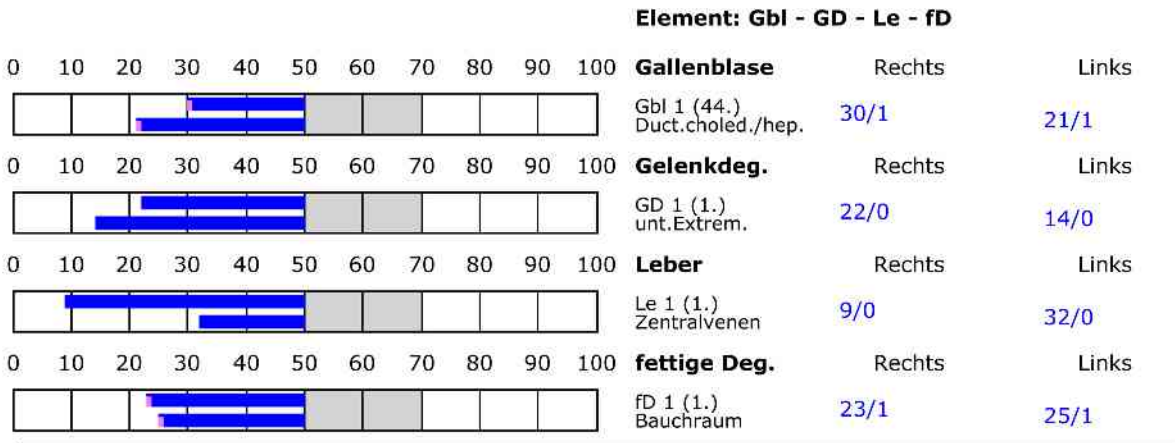 Element: Gbl - GD - Le - fD
0 10 20 30 40 50 60 70 80 90 100 Gallenblase Rechts Links
Gbl 1 (44.) 30/1 21/1
Duct.choled./hep.
0 10 20 30 40 50 60 70 80 90 100 Gelenkdeg. Rechts Links
GD 1 (1.) 22/0 14/0
unt.Extrem.
0 10 20 30 40 50 60 70 80 90 100 Leber Rechts Links
Le 1 (1.) 9/0 32/0
Zentralvenen
0 10 20 30 40 50 60 70 80 90 100 fettige Deg. Rechts Links
fD 1 (1.) 23/1 25/1
Bauchraum